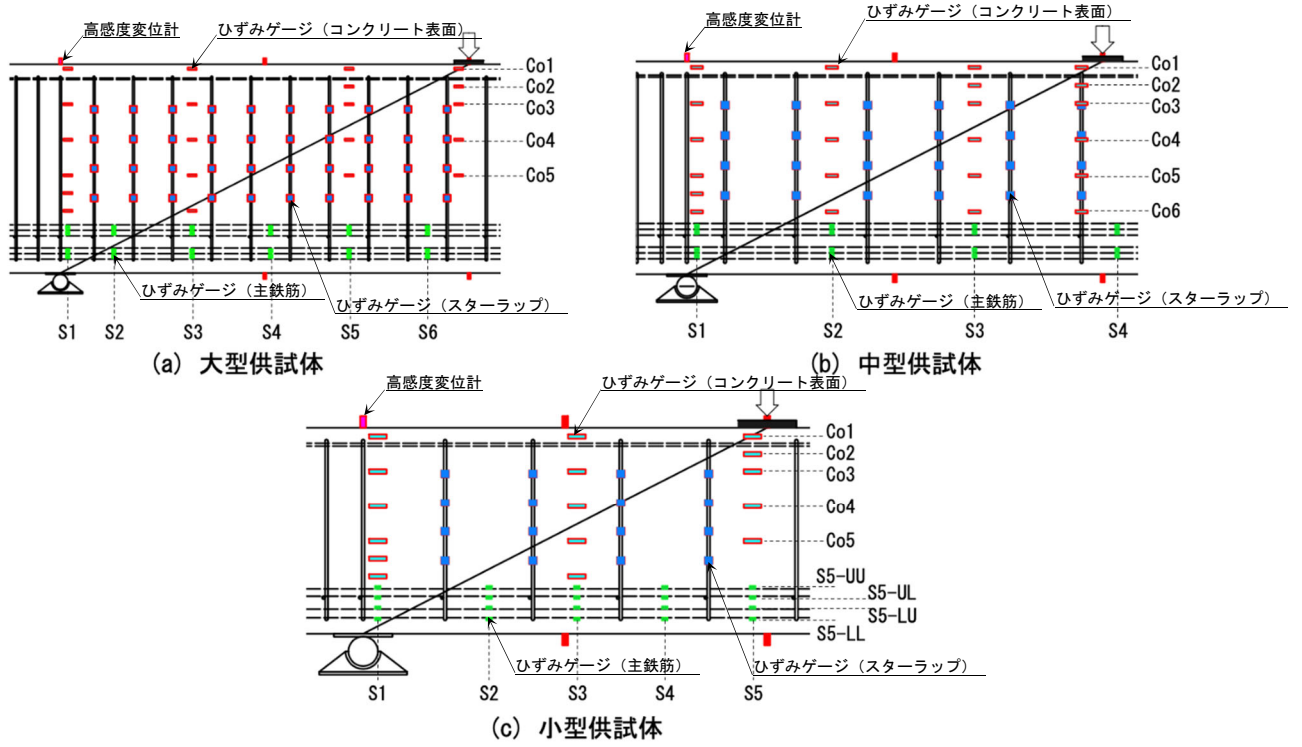 高感度変位計
ひずみゲージ（コンクリート表面）
Co1
Co2
Co3
Co4
Co5
ひずみゲージ（主鉄筋）
ひずみゲージ（スターラップ）
S1
S2
S3
S4
S5
S6
(a) 大型供試体
高感度変位計
ひずみゲージ（コンクリート表面）
Co1
Co2
Co3
Co4
Co5
Co6
ひずみゲージ（主鉄筋）
ひずみゲージ（スターラップ）
S1
S2
S3
S4
(b) 中型供試体
高感度変位計
ひずみゲージ（コンクリート表面）
Co1
Co2
Co3
Co4
Co5
S5-UU
S5-UL
S5-LU
S5-LL
ひずみゲージ（主鉄筋）
ひずみゲージ（スターラップ）
S1
S2
S3
S4
S5
(c) 小型供試体